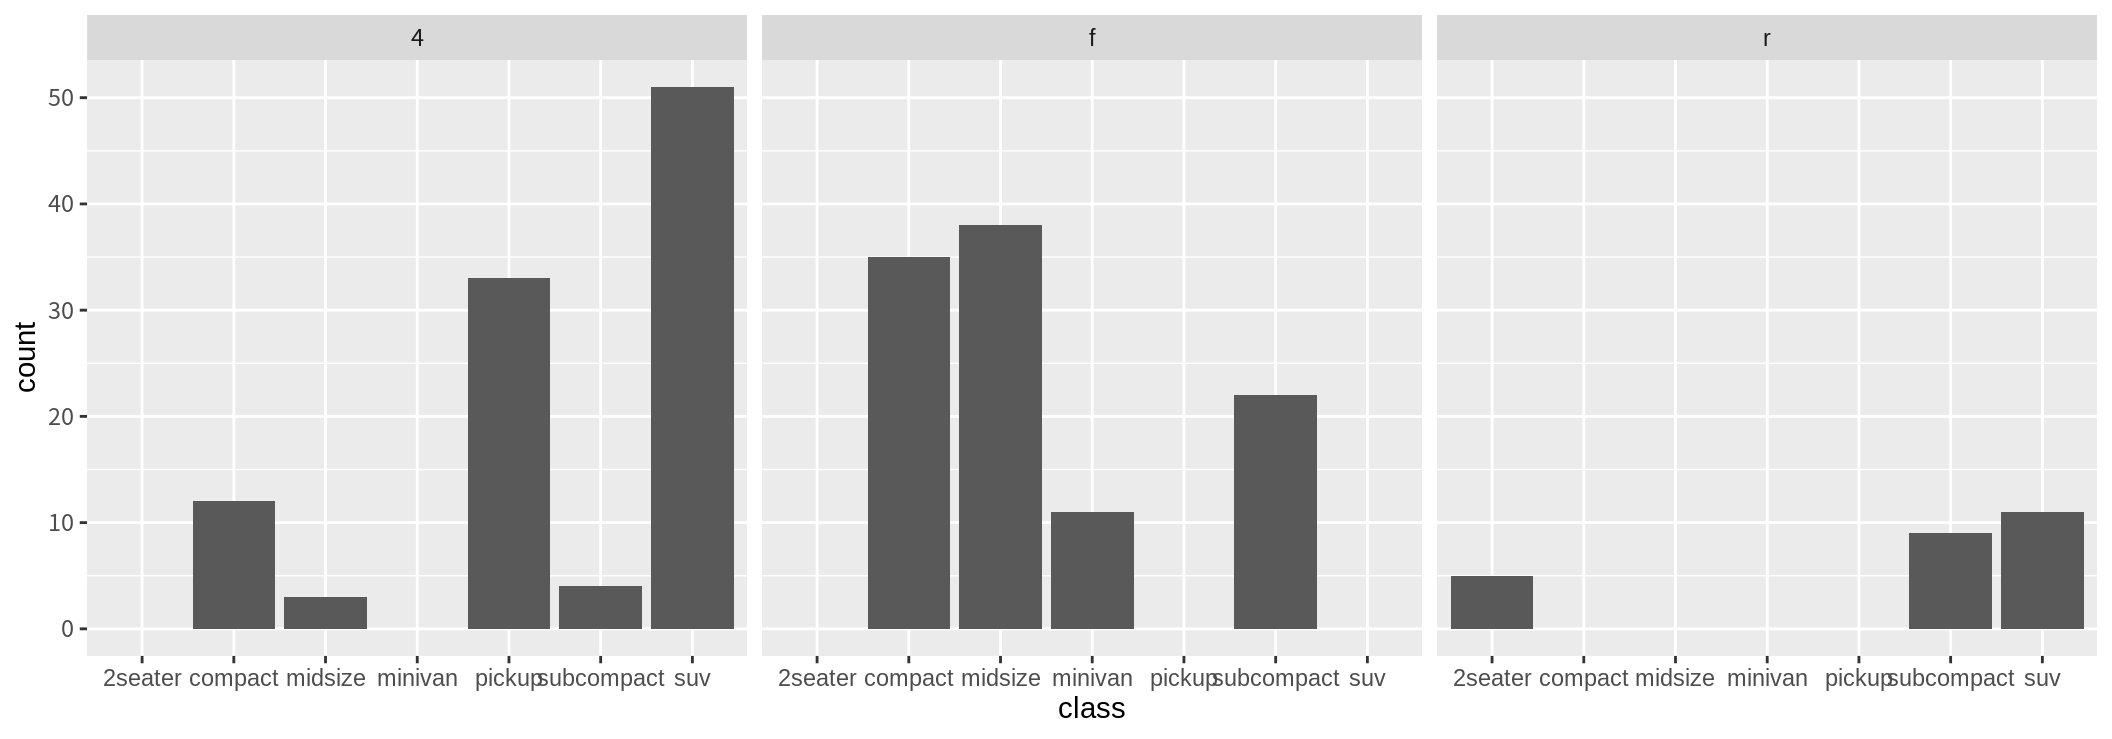 4 f r
count
50
40
30
20
10
0
2seater compact midsize minivan pickup subcompact suv 2seater compact midsize minivan pickup subcompact suv 2seater compact midsize minivan pickup subcompact suv
class